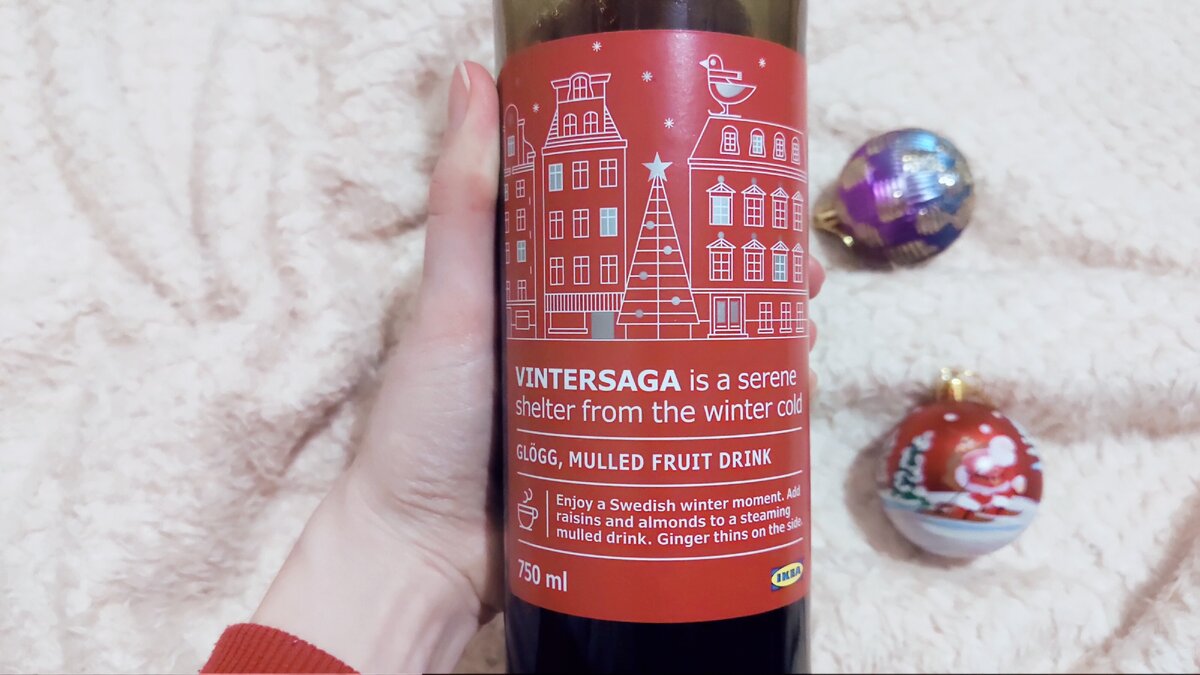 VINTERSAGA is a serene
shelter from the winter cold
GLÖGG, MULLED FRUIT DRINK
Enjoy a Swedish winter moment. Add
raisins and almonds to a steaming
mulled drink. Ginger thins on the side.
750 ml
IKEA